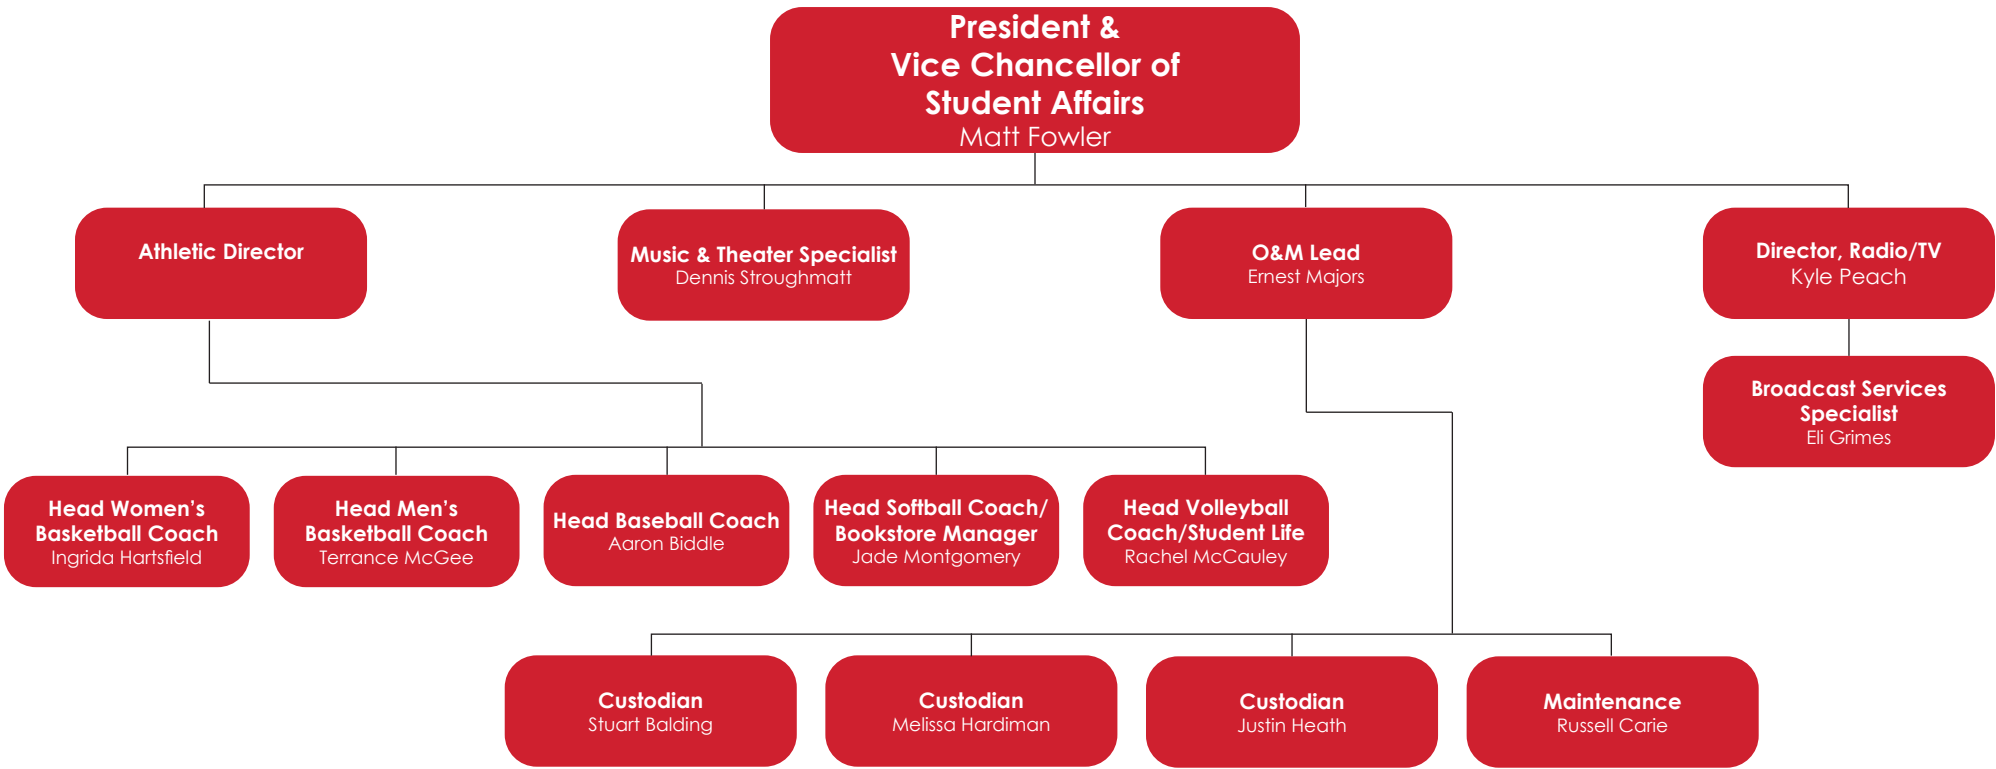 President &
Vice Chancellor of
Student Affairs
Matt Fowler
Athletic Director
Music & Theater Specialist
Dennis Stroughmatt
O&M Lead
Ernest Majors
Director, Radio/TV
Kyle Peach
Broadcast Services
Specialist
Eli Grimes
Head Women’s
Basketball Coach
Ingrida Hartsfield
Head Men’s
Basketball Coach
Terrance McGee
Head Baseball Coach
Aaron Biddle
Head Softball Coach/
Bookstore Manager
Jade Montgomery
Head Volleyball
Coach/Student Life
Rachel McCauley
Custodian
Stuart Balding
Custodian
Melissa Hardiman
Custodian
Justin Heath
Maintenance
Russell Carie